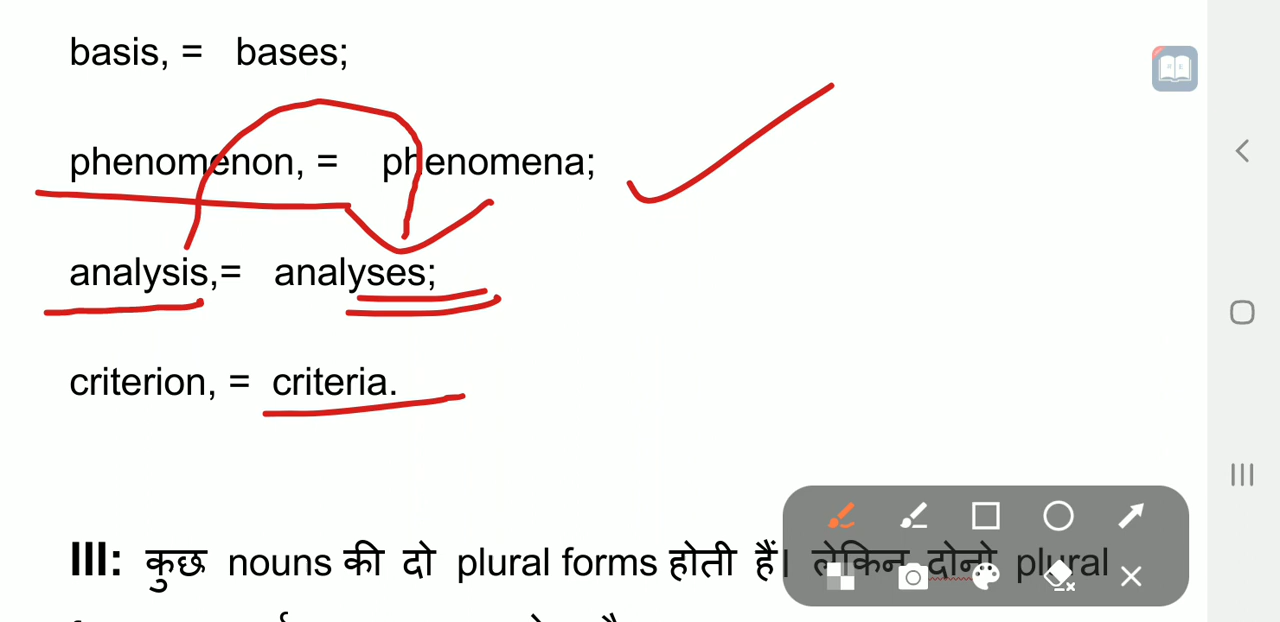 basis, = bases;
phenomenon, = phenomena;
analysis,= analyses;
criterion, = criteria.
III: कुछ nouns की दो plural forms होती हैं। लेकिन दोनो plural